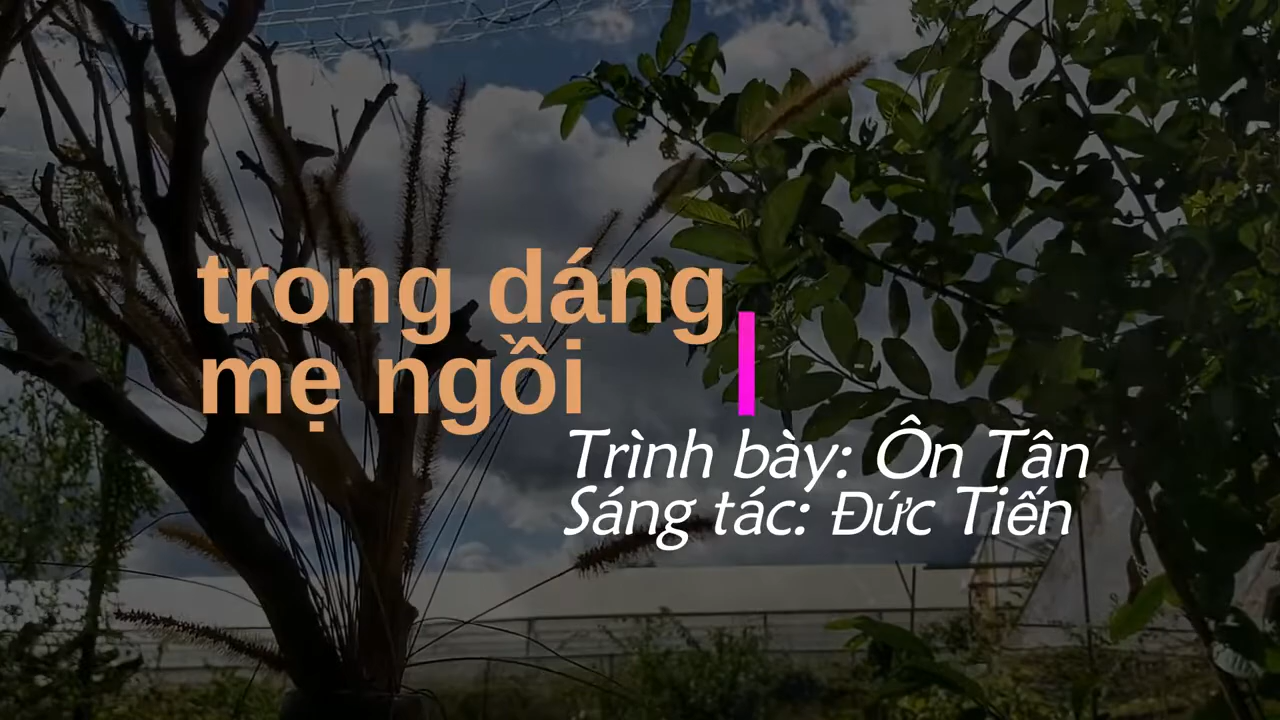 trong dáng
mẹ ngồi
Trình bày: Ôn Tân
Sáng tác: Đức Tiến